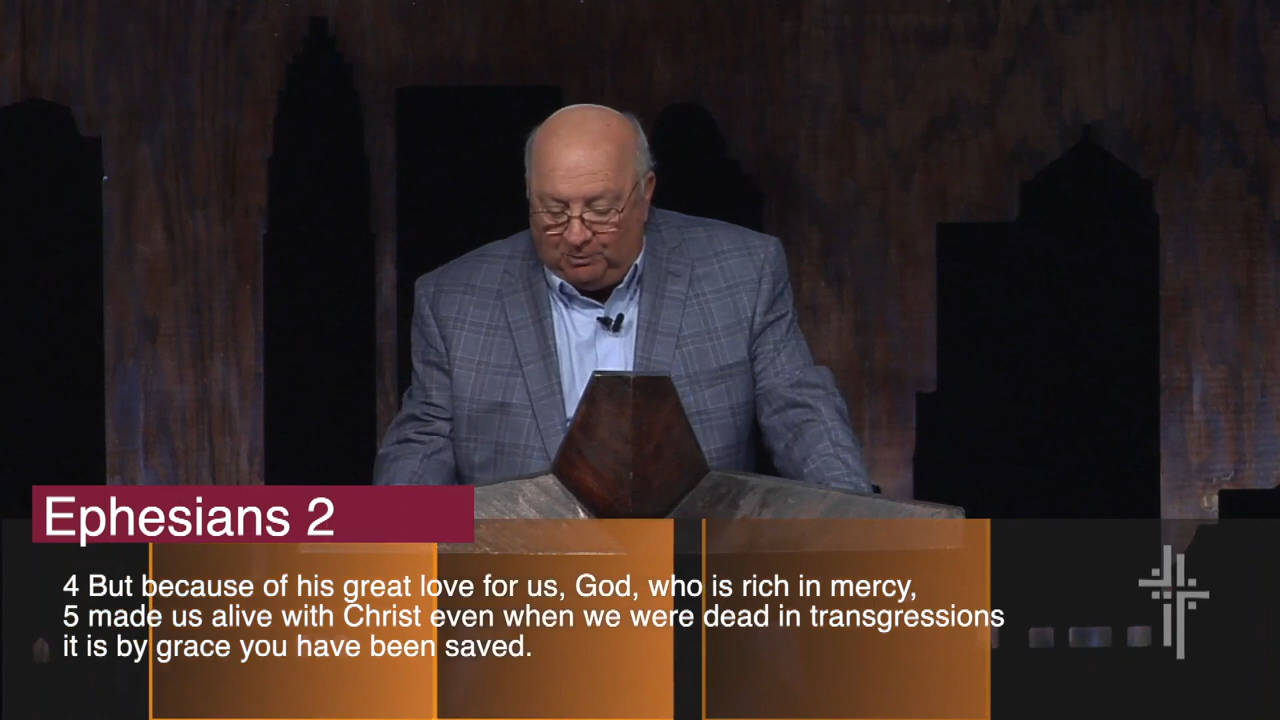 Ephesians 2
4 But because of his great love for us, God, who is rich in mercy,
5 made us alive with Christ even when we were dead in transgressions
it is by grace you have been saved.